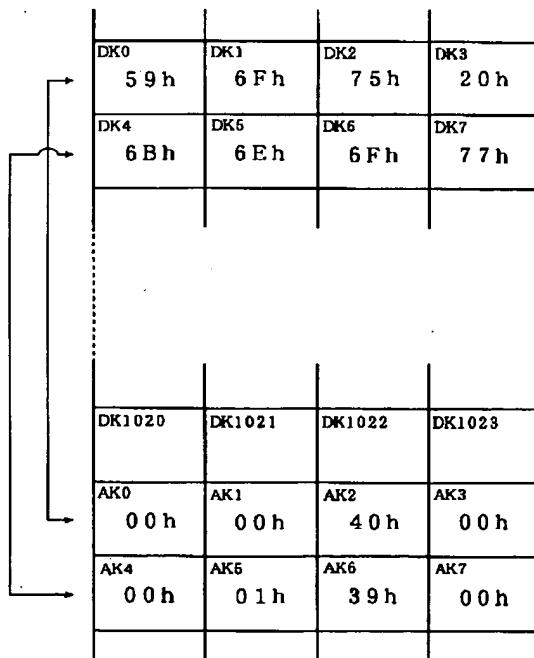 DK0 DK1 DK2 DK3
59h 6Fh 75h 20h
DK4 DK5 DK6 DK7
6Bh 6Eh 6Fh 77h
DK1020 DK1021 DK1022 DK1023
AK0 AK1 AK2 AK3
00h 00h 40h 00h
AK4 AK5 AK6 AK7
00h 01h 39h 00h